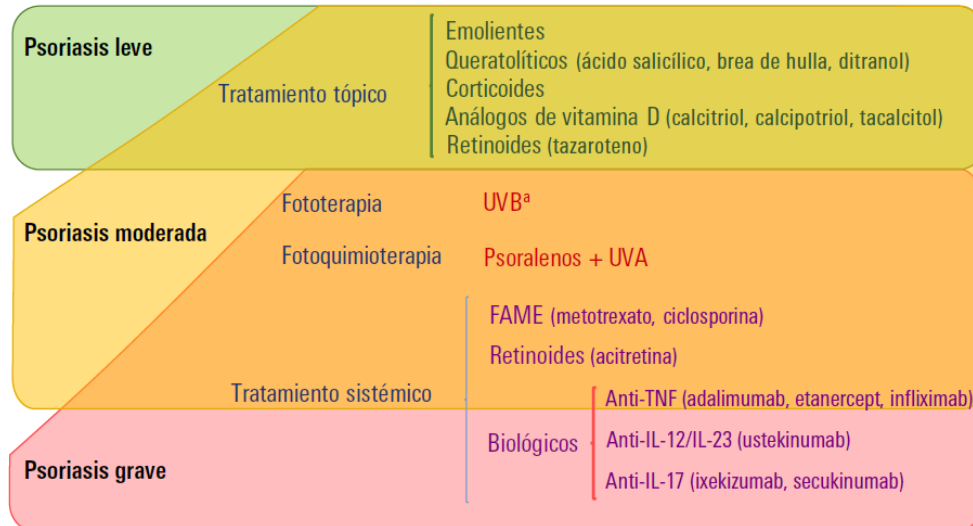 Psoriasis leve
Tratamiento tópico
Emolientes
Queratolíticos (ácido salicílico, brea de hulla, ditranol)
Corticoides
Análogos de vitamina D (calcitriol, calcipotriol, tacalcitol)
Retinoides (tazaroteno)
Psoriasis moderada
Fototerapia UVBª
Fotoquimioterapia Psoralenos + UVA
Tratamiento sistémico
FAME (metotrexato, ciclosporina)
Retinoides (acitretina)
Biológicos
Anti-TNF (adalimumab, etanercept, infliximab)
Anti-IL-12/IL-23 (ustekinumab)
Anti-IL-17 (ixekizumab, secukinumab)
Psoriasis grave